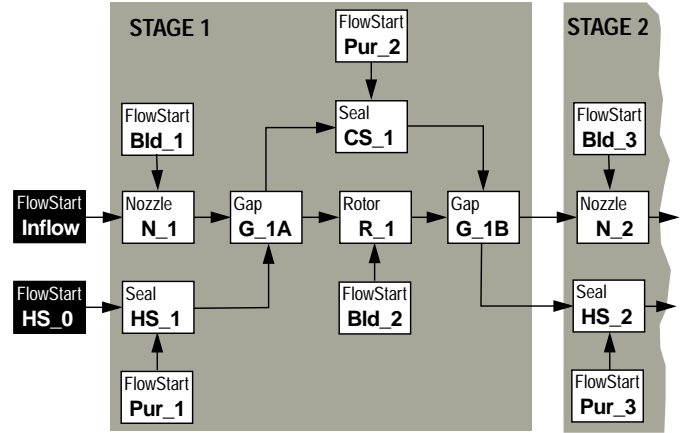 STAGE 1
STAGE 2
FlowStart
Pur_2
FlowStart
Bld_1
Seal
CS_1
FlowStart
Bld_3
FlowStart
Inflow
Nozzle
N_1
Gap
G_1A
Rotor
R_1
Gap
G_1B
Nozzle
N_2
FlowStart
HS_0
Seal
HS_1
FlowStart
Bld_2
Seal
HS_2
FlowStart
Pur_1
FlowStart
Pur_3